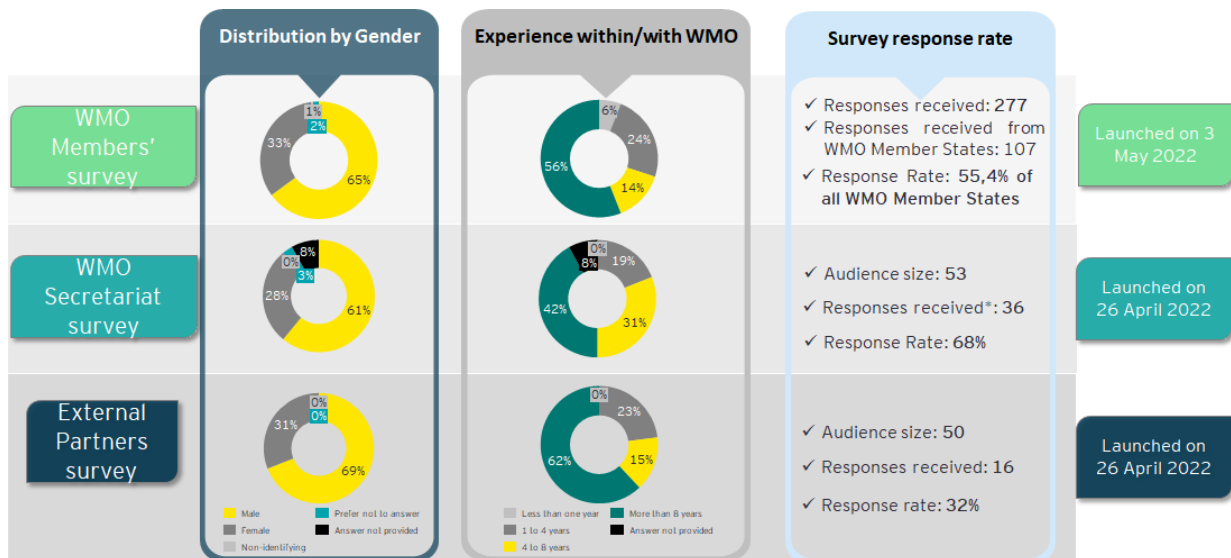 Distribution by Gender
Experience within/with WMO
Survey response rate
WMO
Members'
survey
1%
2%
33%
65%
6%
24%
56%
14%
✓ Responses received: 277
✓ Responses received from
WMO Member States: 107
✓ Response Rate: 55,4% of
all WMO Member States
Launched on 3
May 2022
WMO
Secretariat
survey
8%
0%
3%
28%
61%
0%
8%
19%
42%
31%
✓ Audience size: 53
✓ Responses received*: 36
✓ Response Rate: 68%
Launched on
26 April 2022
External
Partners
survey
0%
0%
31%
69%
0%
23%
62%
15%
✓ Audience size: 50
✓ Responses received: 16
✓ Response rate: 32%
Launched on
26 April 2022
Male
Prefer not to answer
Female
Answer not provided
Non-identifying
Less than one year
More than 8 years
1 to 4 years
Answer not provided
4 to 8 years